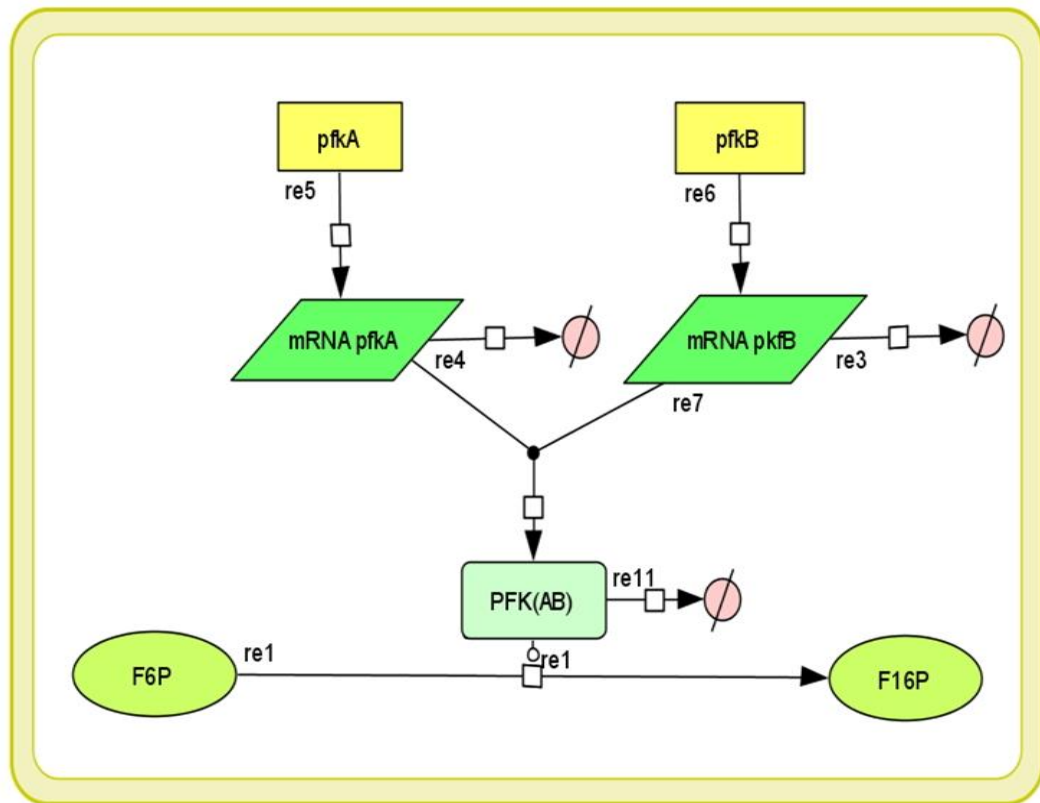 pfkA
pfkB
re5
re6
mRNA pfkA
mRNA pkfB
re4
re3
re7
PFK(AB)
re11
re1
re1
F6P
F16P